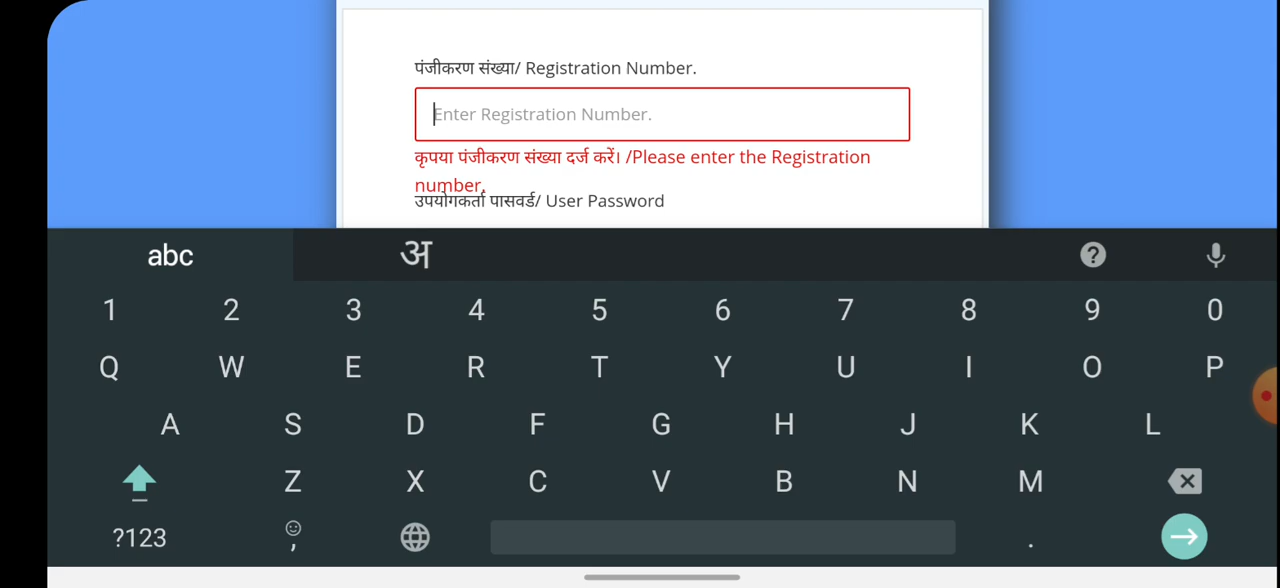 पंजीकरण संख्या/ Registration Number.
Enter Registration Number.
कृपया पंजीकरण संख्या दर्ज करें। /Please enter the Registration
number.
उपयोगकर्ता पासवर्ड/ User Password
abc अ ?
1 2 3 4 5 6 7 8 9 0
Q W E R T Y U I O P
A S D F G H J K L
Z X C V B N M
?123 , .